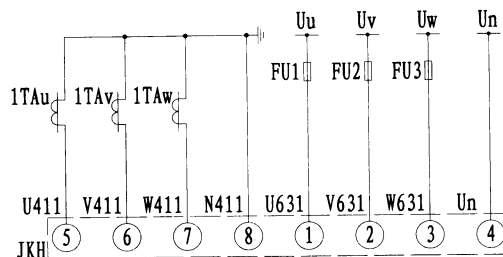 Uu Uv Uw Un
FU1 FU2 FU3
1TAu 1TAv 1TAw
U411 V411 W411 N411 U631 V631 W631 Un
JKH 5 6 7 8 1 2 3 4